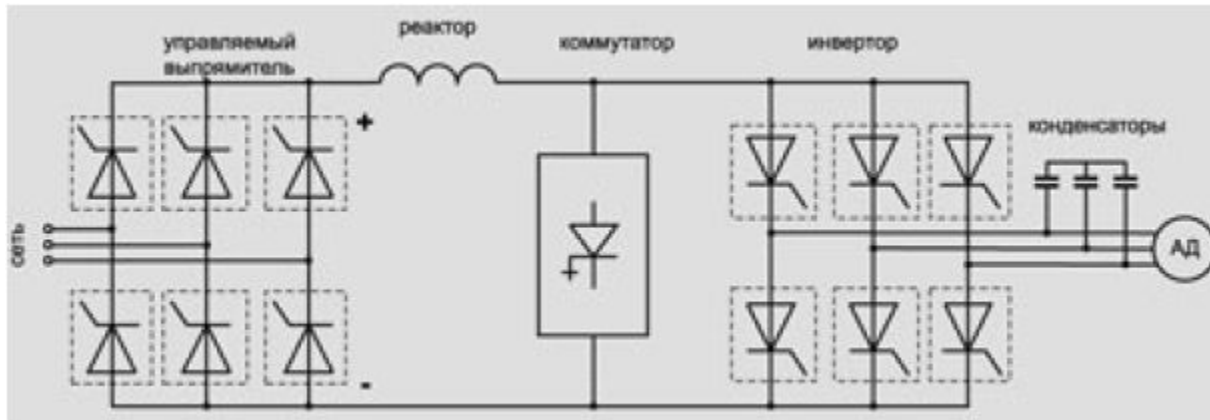 управляемый
выпрямитель
реактор
коммутатор
инвертор
конденсаторы
+
-
+
сеть
АД